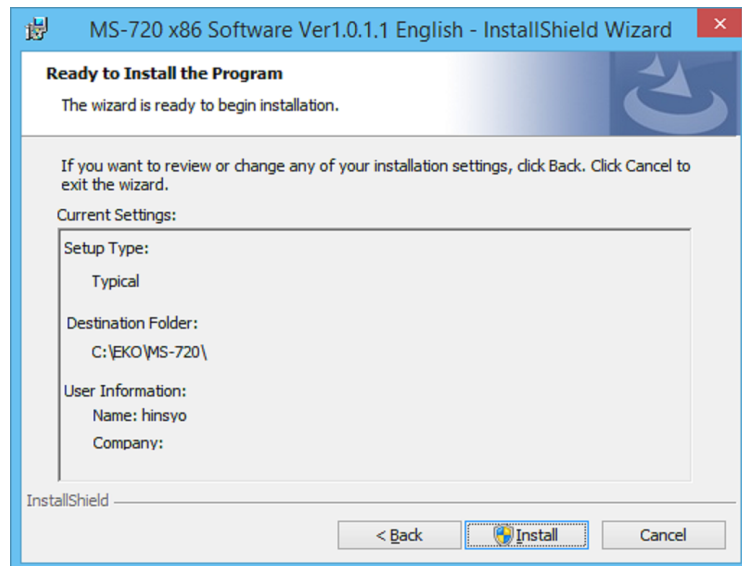 MS-720 x86 Software Ver1.0.1.1 English - InstallShield Wizard
Ready to Install the Program
The wizard is ready to begin installation.
If you want to review or change any of your installation settings, click Back. Click Cancel to
exit the wizard.
Current Settings:
Setup Type:
Typical
Destination Folder:
C:\EKO\MS-720\
User Information:
Name: hinsyo
Company:
InstallShield
< Back
Install
Cancel